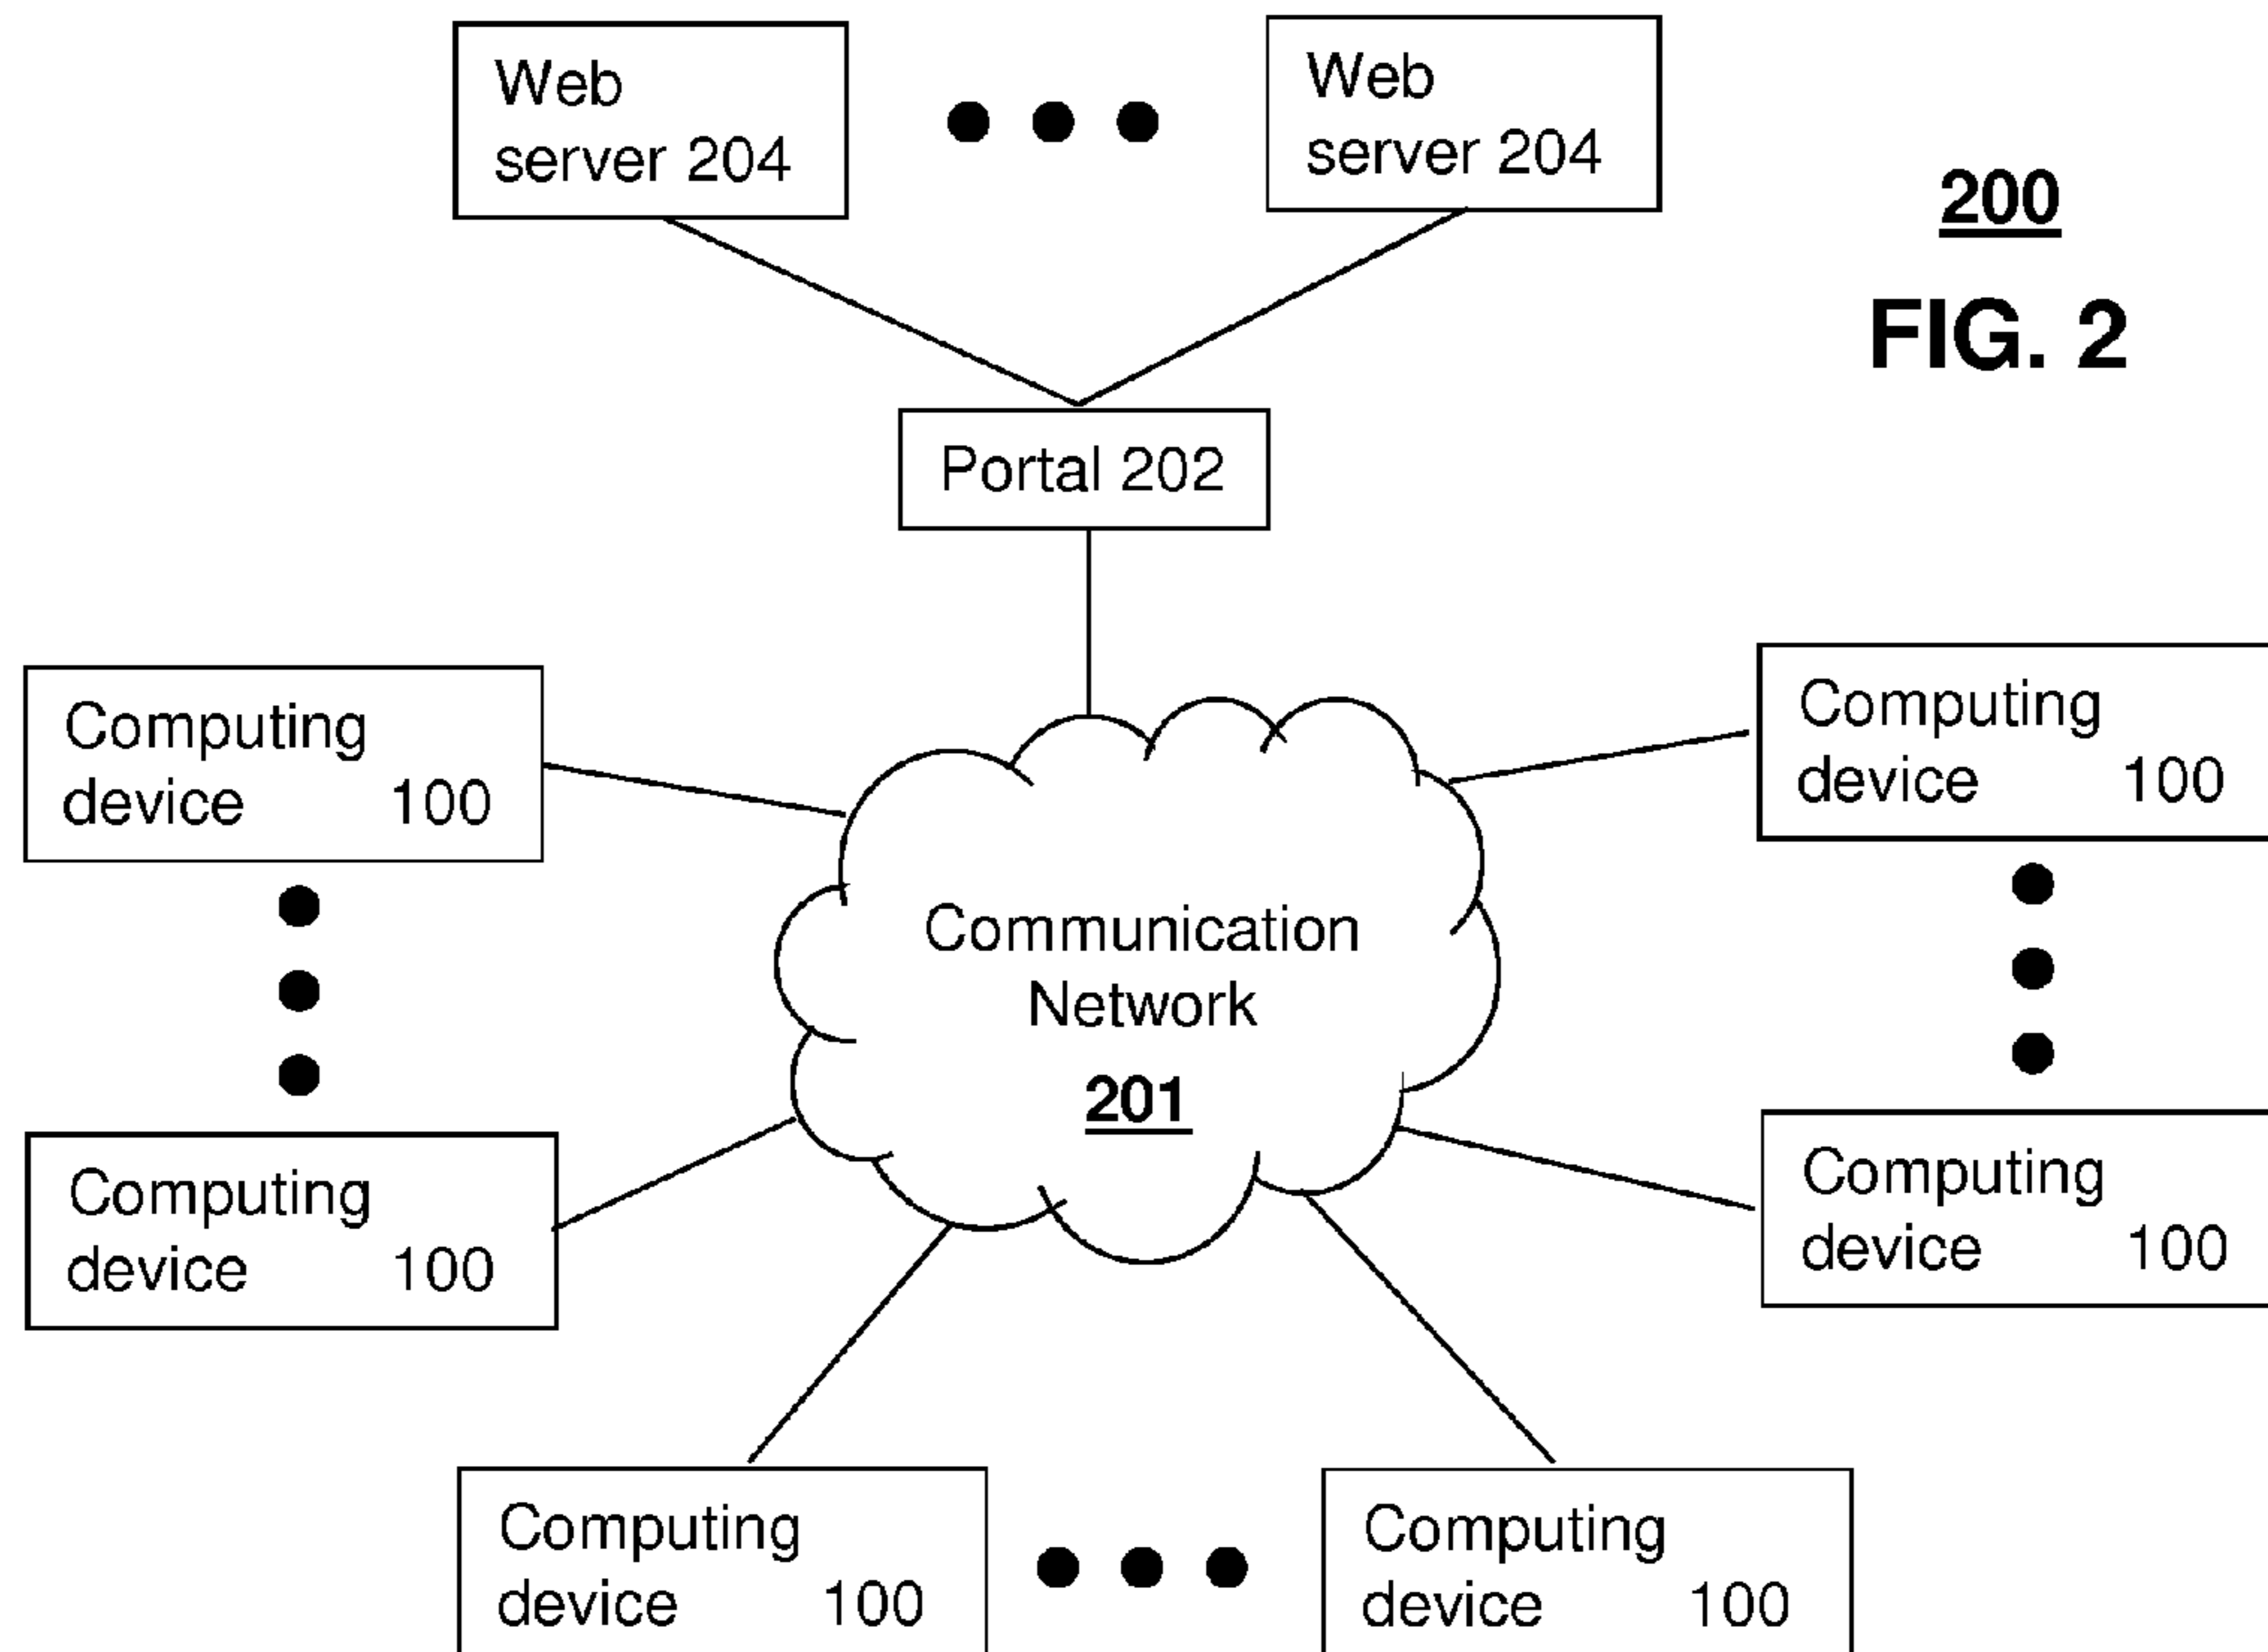 Web
server 204
Web
server 204
200
FIG. 2
Portal 202
Computing
device 100
Computing
device 100
Communication
Network
201
Computing
device 100
Computing
device 100
Computing
device 100
Computing
device 100